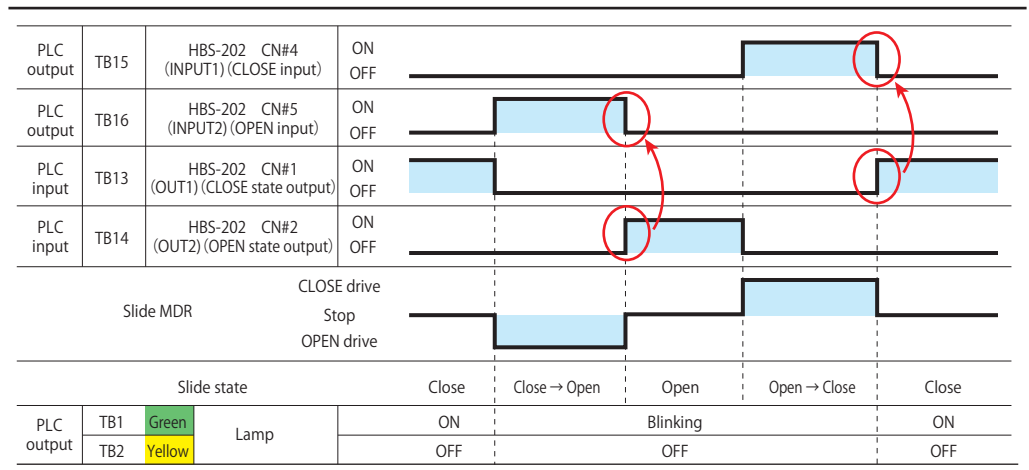 PLC output TB15 HBS-202 CN#4 (INPUT1)(CLOSE input) ON OFF
PLC output TB16 HBS-202 CN#5 (INPUT2)(OPEN input) ON OFF
PLC input TB13 HBS-202 CN#1 (OUT1)(CLOSE state output) ON OFF
PLC input TB14 HBS-202 CN#2 (OUT2)(OPEN state output) ON OFF
Slide MDR
CLOSE drive
Stop
OPEN drive
Slide state Close Close → Open Open Open → Close Close
PLC output TB1 Green Lamp ON Blinking ON
TB2 Yellow OFF OFF OFF